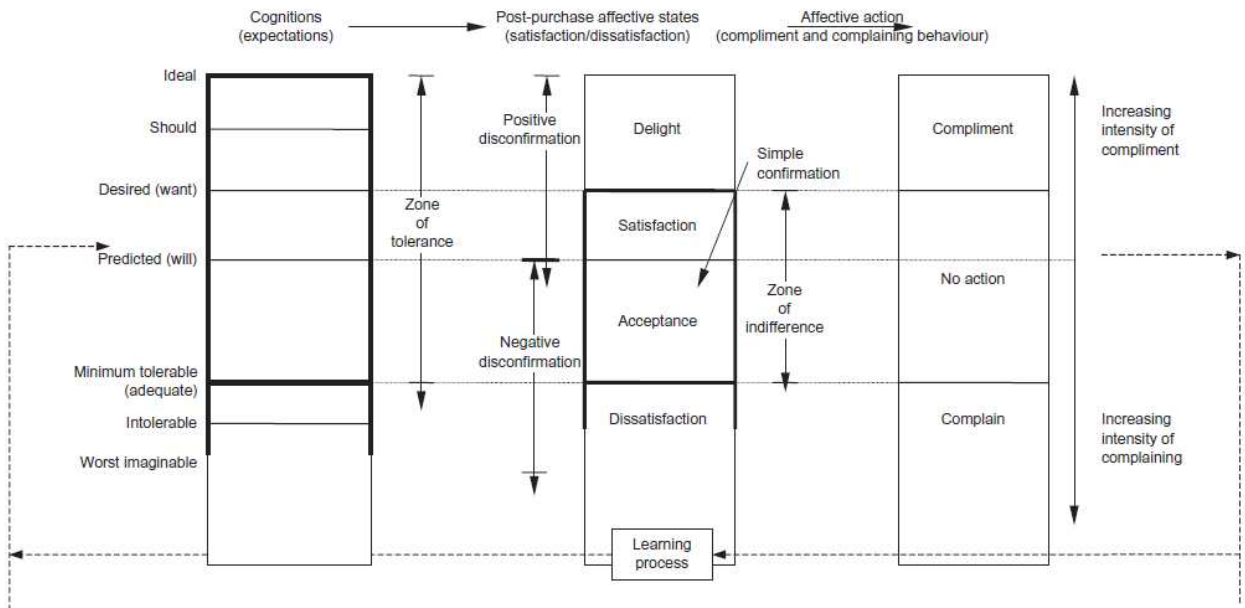 Cognitions
(expectations)
Post-purchase affective states
(satisfaction/dissatisfaction)
Affective action
(compliment and complaining behaviour)
Ideal
Should
Desired (want)
Predicted (will)
Minimum tolerable
(adequate)
Intolerable
Worst imaginable
Zone
of
tolerance
Positive
disconfirmation
Negative
disconfirmation
Delight
Satisfaction
Acceptance
Dissatisfaction
Simple
confirmation
Zone
of
indifference
Compliment
No action
Complain
Increasing
intensity of
compliment
Increasing
intensity of
complaining
Learning
process